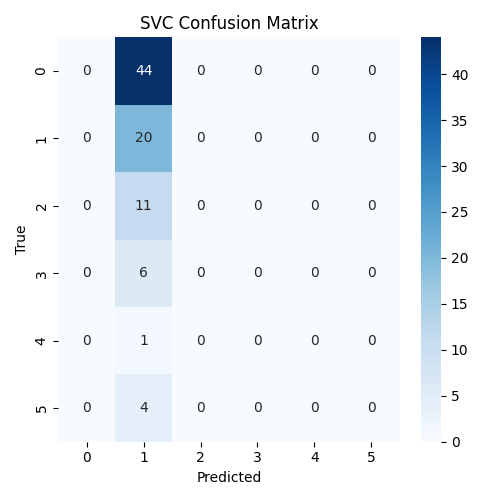 SVC Confusion Matrix
True
0 0 44 0 0 0 0
1 0 20 0 0 0 0
2 0 11 0 0 0 0
3 0 6 0 0 0 0
4 0 1 0 0 0 0
5 0 4 0 0 0 0
0 1 2 3 4 5
Predicted
40
35
30
25
20
15
10
5
0